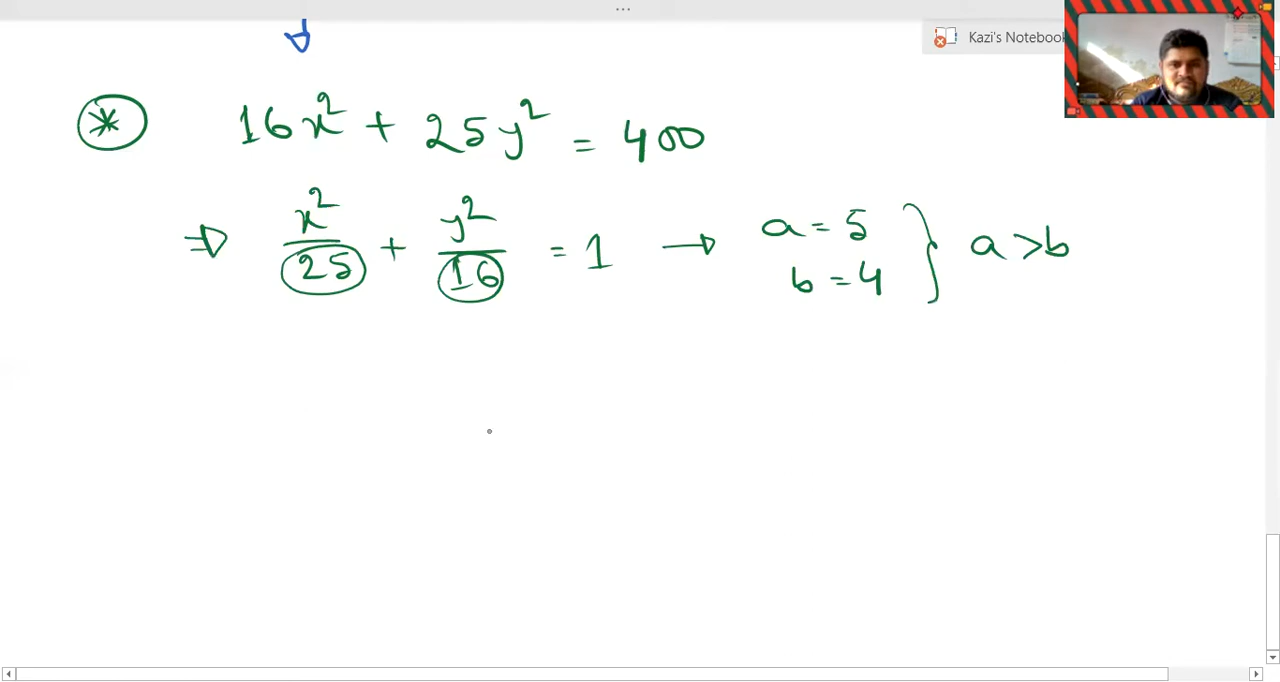 ...
Kazi's Notebook
* 16x² + 25y² = 400
⇒ x²/25 + y²/16 = 1 → a = 5 b = 4 } a > b